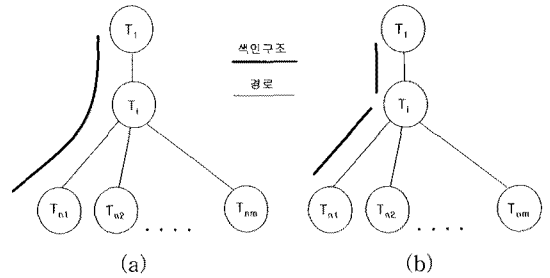 T1
Ti
Tn1
Tn2
. . . .
Tnm
(a)
색인구조
경로
T1
Ti
Tn1
Tn2
. . . .
Tnm
(b)